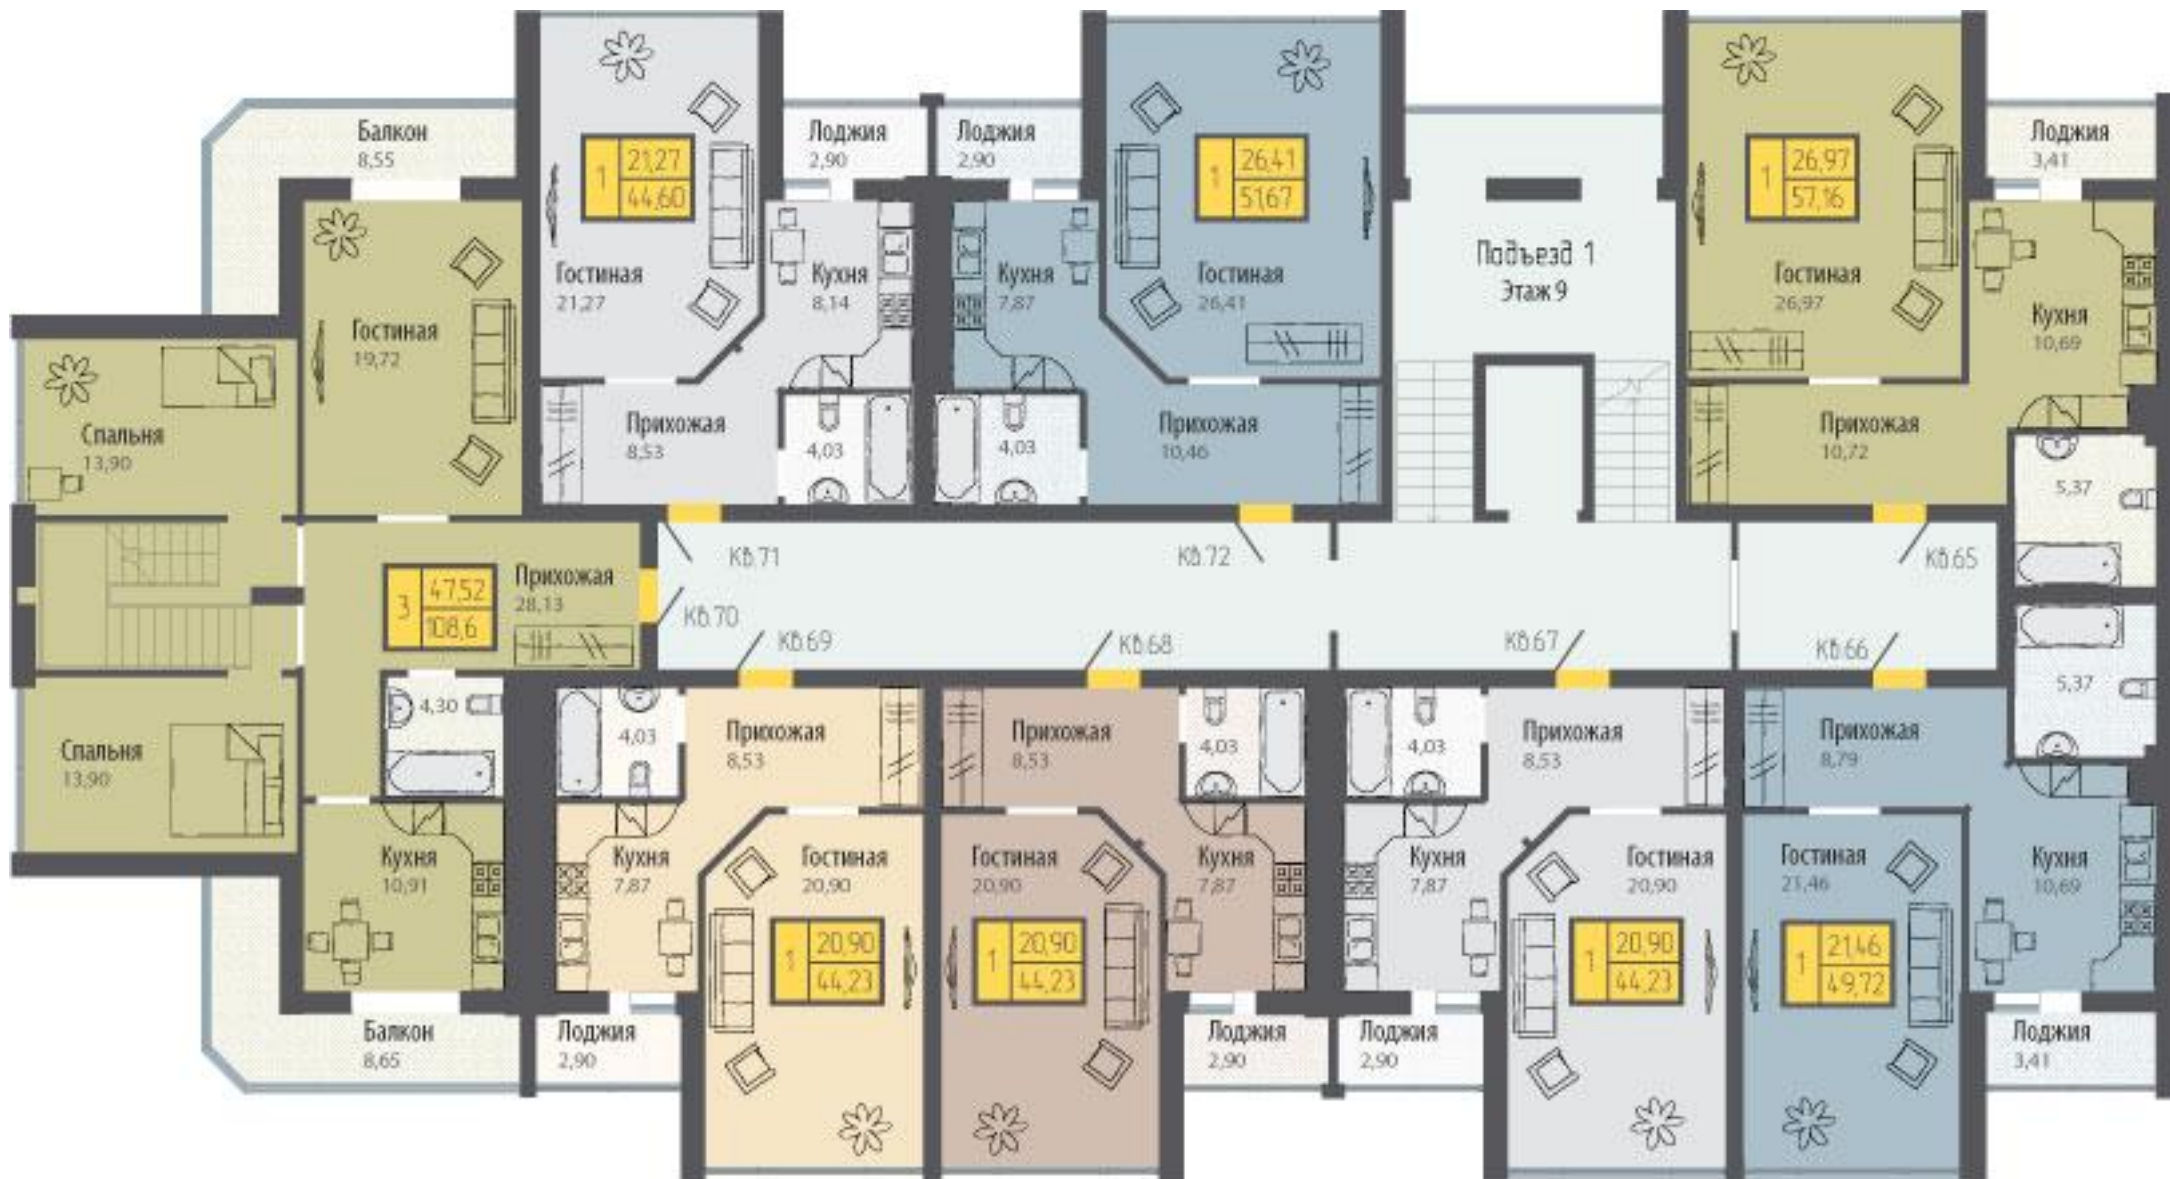 Балкон
8,55
Гостиная
19,72
Спальня
13,90
Спальня
13,90
3
47,52
108,6
Прихожая
28,13
4,30
Кухня
10,91
Балкон
8,65
1
21,27
44,60
Гостиная
21,27
Лоджия
2,90
Кухня
8,14
Прихожая
8,53
4,03
Лоджия
2,90
Кухня
7,87
1
26,41
51,67
Гостиная
26,41
4,03
Прихожая
10,46
Подъезд 1
Этаж 9
1
26,97
57,16
Гостиная
26,97
Лоджия
3,41
Кухня
10,69
Прихожая
10,72
5,37
Кв.71
Кв.72
Кв.65
Кв.70
Кв.69
Кв.68
Кв.67
Кв.66
4,03
Прихожая
8,53
Кухня
7,87
Гостиная
20,90
1
20,90
44,23
Лоджия
2,90
Прихожая
8,53
4,03
Гостиная
20,90
Кухня
7,87
1
20,90
44,23
Лоджия
2,90
4,03
Прихожая
8,53
Кухня
7,87
Гостиная
20,90
1
20,90
44,23
Лоджия
2,90
Прихожая
8,79
5,37
Гостиная
21,46
Кухня
10,69
1
21,46
49,72
Лоджия
3,41